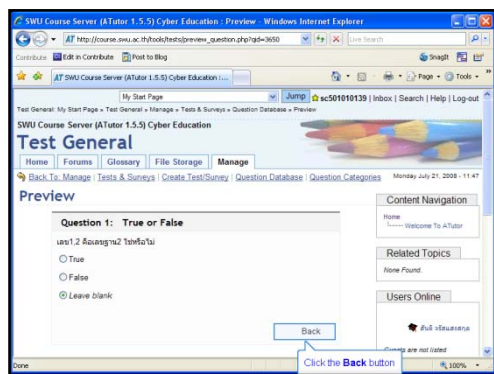 SWU Course Server (ATutor 1.5.5) Cyber Education : Preview - Windows Internet Explorer
http://course.swu.ac.th/tools/tests/preview_question.php?qid=3650
Live Search
Contribute Edit in Contribute Post to Blog
SnagIt
SWU Course Server (ATutor 1.5.5) Cyber Education : ...
Page Tools
My Start Page Jump sc501010139 | Inbox | Search | Help | Log-out
Test General: My Start Page » Test General » Manage » Tests & Surveys » Question Database » Preview
SWU Course Server (ATutor 1.5.5) Cyber Education
Test General
Home Forums Glossary File Storage Manage
Back To: Manage | Tests & Surveys | Create Test/Survey | Question Database | Question Categories Monday July 21, 2008 - 11:47
Preview
Content Navigation
Home
Welcome To ATutor
Question 1: True or False
เลข1,2 คือเลขฐาน2 ใช่หรือไม่
True
False
Leave blank
Back
Related Topics
None Found.
Users Online
Guests are not listed
Click the Back button
Done
100%